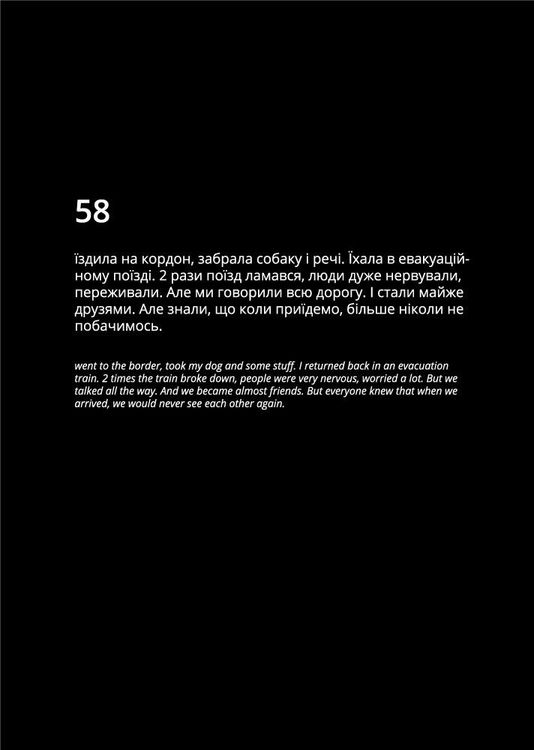 58
їздила на кордон, забрала собаку і речі. Їхала в евакуацій-
ному поїзді. 2 рази поїзд ламався, люди дуже нервували,
переживали. Але ми говорили всю дорогу. І стали майже
друзями. Але знали, що коли приїдемо, більше ніколи не
побачимось.
went to the border, took my dog and some stuff. I returned back in an evacuation
train. 2 times the train broke down, people were very nervous, worried a lot. But we
talked all the way. And we became almost friends. But everyone knew that when we
arrived, we would never see each other again.